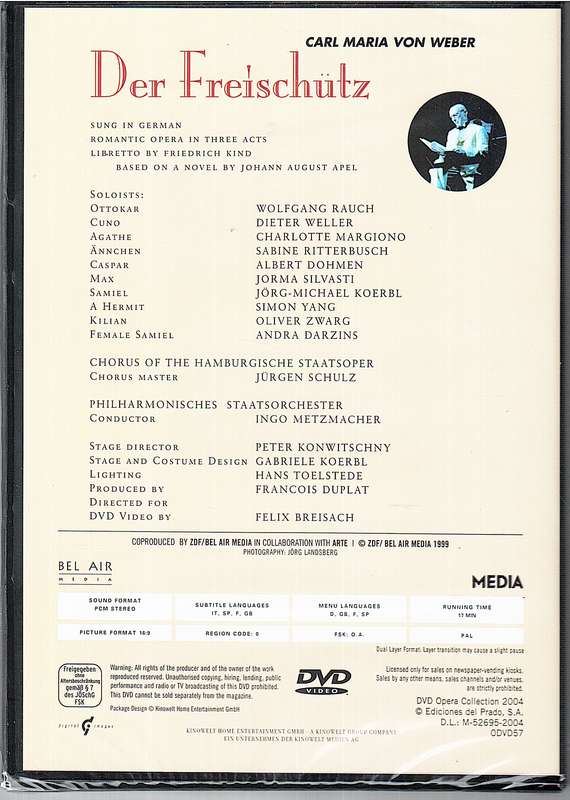 CARL MARIA VON WEBER
Der Freischütz
SUNG IN GERMAN
ROMANTIC OPERA IN THREE ACTS
LIBRETTO BY FRIEDRICH KIND
BASED ON A NOVEL BY JOHANN AUGUST APEL
SOLOISTS:
OTTOKAR WOLFGANG RAUCH
CUNO DIETER WELLER
AGATHE CHARLOTTE MARGIONO
ÄNNCHEN SABINE RITTERBUSCH
CASPAR ALBERT DOHMEN
MAX JORMA SILVASTI
SAMIEL JÖRG-MICHAEL KOERBL
A HERMIT SIMON YANG
KILIAN OLIVER ZWARG
FEMALE SAMIEL ANDRA DARZINS
CHORUS OF THE HAMBURGISCHE STAATSOPER
CHORUS MASTER JÜRGEN SCHULZ
PHILHARMONISCHES STAATSORCHESTER
CONDUCTOR INGO METZMACHER
STAGE DIRECTOR PETER KONWITSCHNY
STAGE AND COSTUME DESIGN GABRIELE KOERBL
LIGHTING HANS TOELSTEDE
PRODUCED BY FRANCOIS DUPLAT
DIRECTED FOR
DVD VIDEO BY FELIX BREISACH
COPRODUCED BY ZDF/BEL AIR MEDIA IN COLLABORATION WITH ARTE | © ZDF/ BEL AIR MEDIA 1999
PHOTOGRAPHY: JÖRG LANDSBERG
BEL AIR
MEDIA
MEDIA
SOUND FORMAT
PCM STEREO
SUBTITLE LANGUAGES
IT, SP, F, GB
MENU LANGUAGES
D, GB, F, SP
RUNNING TIME
MIN
PICTURE FORMAT 16:9
REGION CODE: 0
FSK: O.A.
PAL
Dual Layer Format. Layer transition may cause a slight pause
Freigegeben
ohne
Altersbeschränkung
gemäß § 7
des JÖSchG
FSK
Warning: All rights of the producer and of the owner of the work
reproduced reserved. Unauthorised copying, hiring, lending, public
performance and radio or TV broadcasting of this DVD prohibited.
This DVD cannot be sold separately from the magazine.
Package Design © Kinowelt Home Entertainment GmbH
DVD
VIDEO
Licensed only for sales on newspaper-vending kiosks.
Sales by any other means, sales channels and/or venues.
are strictly prohibited.
DVD Opera Collection 2004
© Ediciones del Prado, S.A.
D.L.: M-52695-2004
ODVD57
digital images
KINOWELT HOME ENTERTAINMENT GMBH - A KINOWELT GROUP COMPANY
EIN UNTERNEHMEN DER KINOWELT MEDIEN AG